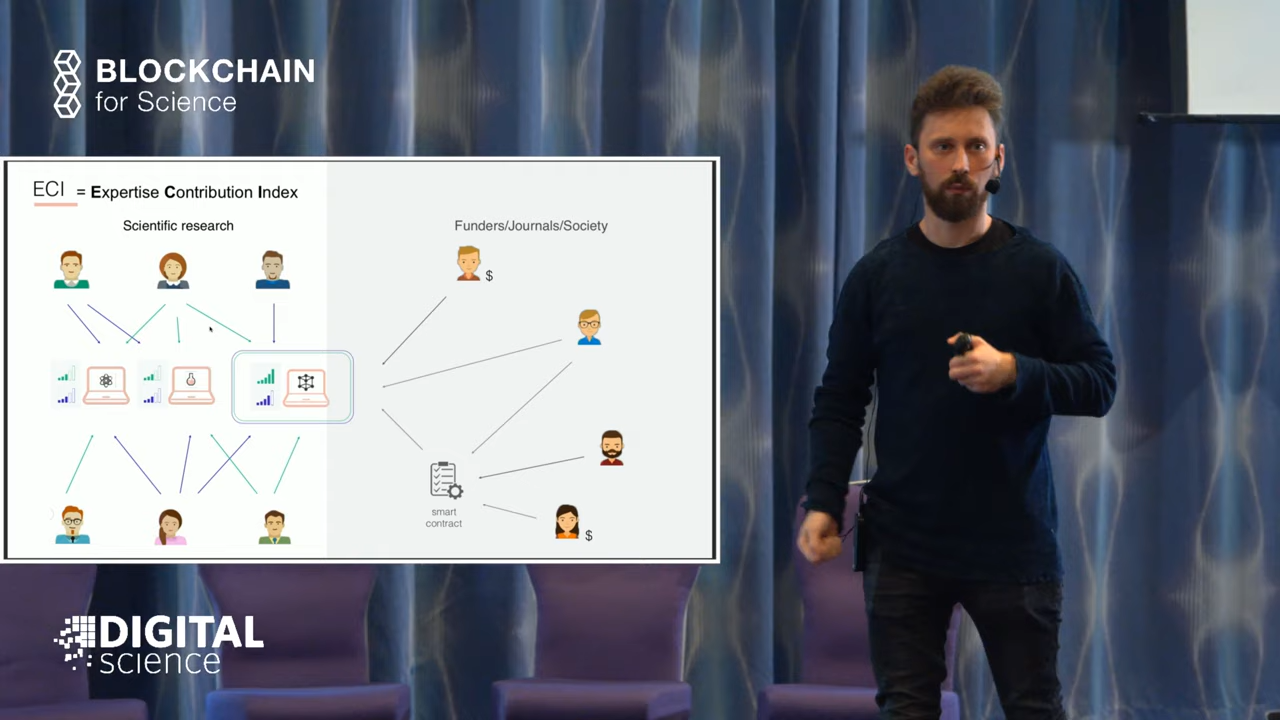 BLOCKCHAIN
for Science
ECI = Expertise Contribution Index
Scientific research
Funders/Journals/Society
$
smart
contract
$
DIGITAL
science